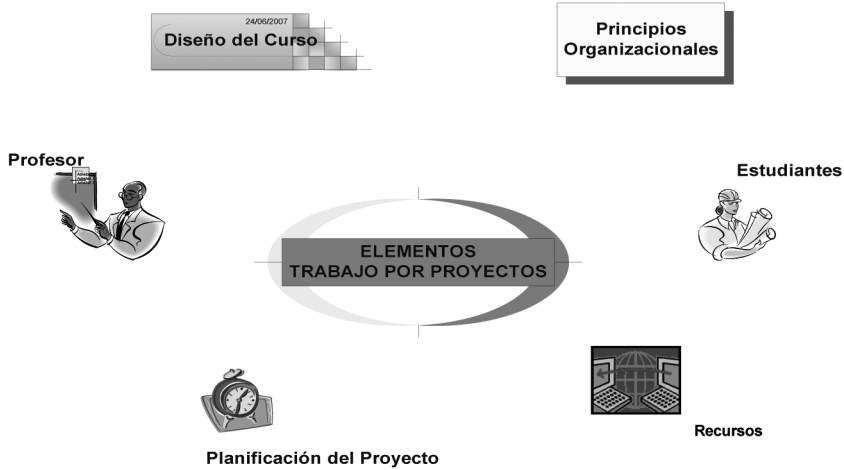 24/06/2007
Diseño del Curso
Principios
Organizacionales
Profesor
Estudiantes
ELEMENTOS
TRABAJO POR PROYECTOS
Recursos
Planificación del Proyecto